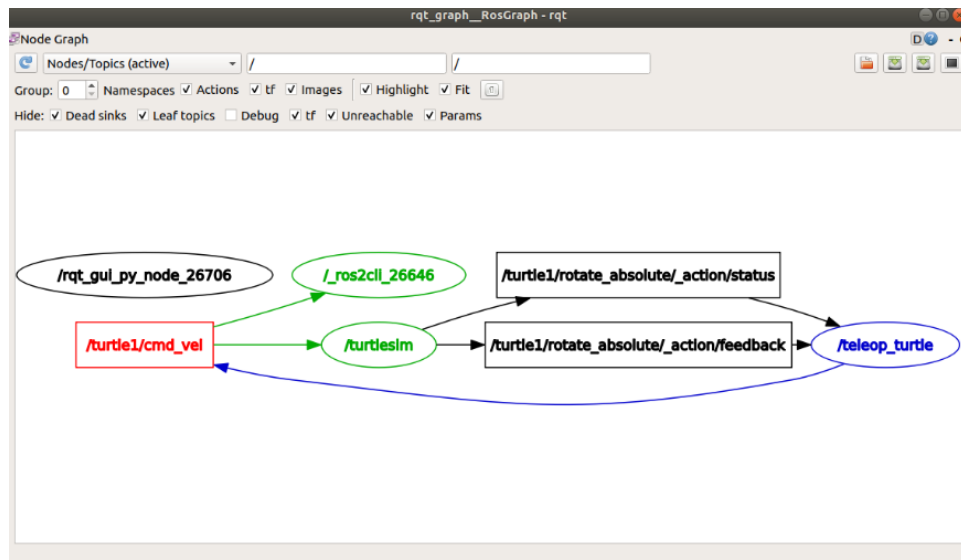 rqt_graph__RosGraph - rqt
Node Graph
D
Nodes/Topics (active) / /
Group: 0 Namespaces Actions tf Images Highlight Fit
Hide: Dead sinks Leaf topics Debug tf Unreachable Params
/rqt_gui_py_node_26706 /_ros2cli_26646 /turtle1/rotate_absolute/_action/status
/turtle1/cmd_vel /turtlesim /turtle1/rotate_absolute/_action/feedback /teleop_turtle